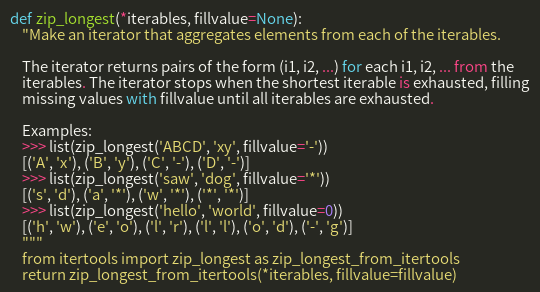 def zip_longest(*iterables, fillvalue=None):
"Make an iterator that aggregates elements from each of the iterables.
The iterator returns pairs of the form (i1, i2, ...) for each i1, i2, ... from the
iterables. The iterator stops when the shortest iterable is exhausted, filling
missing values with fillvalue until all iterables are exhausted.
Examples:
>>> list(zip_longest('ABCD', 'xy', fillvalue='-'))
[('A', 'x'), ('B', 'y'), ('C', '-'), ('D', '-')]
>>> list(zip_longest('saw', 'dog', fillvalue='*'))
[('s', 'd'), ('a', '*'), ('w', '*'), ('*', '*')]
>>> list(zip_longest('hello', 'world', fillvalue=0))
[('h', 'w'), ('e', 'o'), ('l', 'r'), ('l', 'l'), ('o', 'd'), ('-', 'g')]
"""
from itertools import zip_longest as zip_longest_from_itertools
return zip_longest_from_itertools(*iterables, fillvalue=fillvalue)